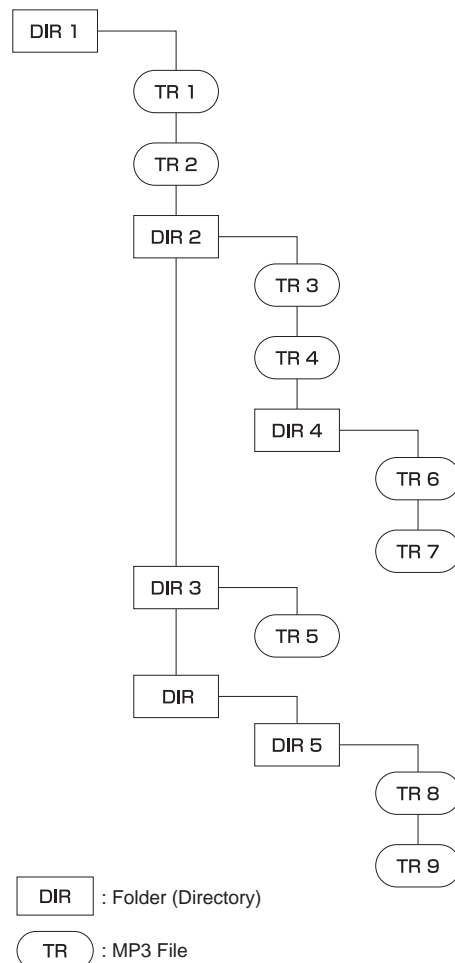 DIR 1
TR 1
TR 2
DIR 2
TR 3
TR 4
DIR 4
TR 6
TR 7
DIR 3
TR 5
DIR
DIR 5
TR 8
TR 9
DIR : Folder (Directory)
TR : MP3 File